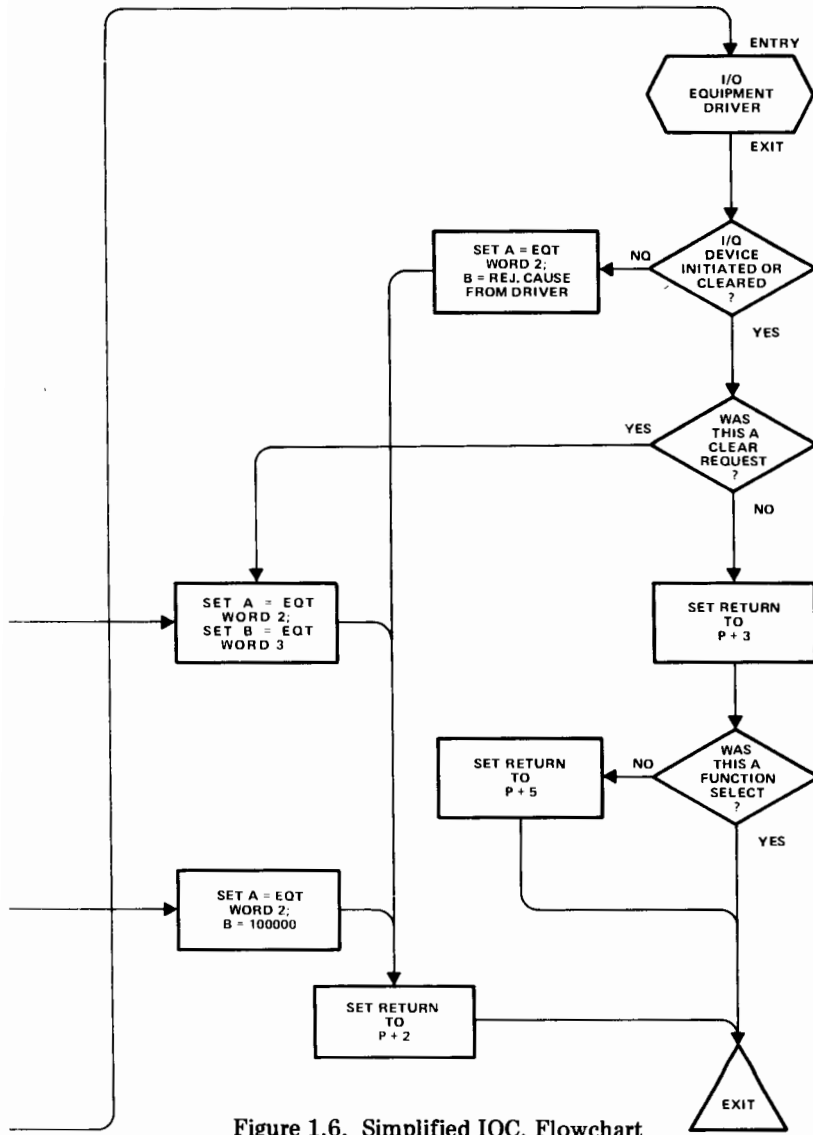 ENTRY
I/O
EQUIPMENT
DRIVER
EXIT
I/O
DEVICE
INITIATED OR
CLEARED
?
NO
SET A = EQT
WORD 2;
B = REJ. CAUSE
FROM DRIVER
YES
WAS
THIS A
CLEAR
REQUEST
?
YES
NO
SET A = EQT
WORD 2;
SET B = EQT
WORD 3
SET RETURN
TO
P + 3
WAS
THIS A
FUNCTION
SELECT
?
NO
SET RETURN
TO
P + 5
YES
SET A = EQT
WORD 2;
B = 100000
SET RETURN
TO
P + 2
EXIT
Figure 1.6. Simplified IOC, Flowchart